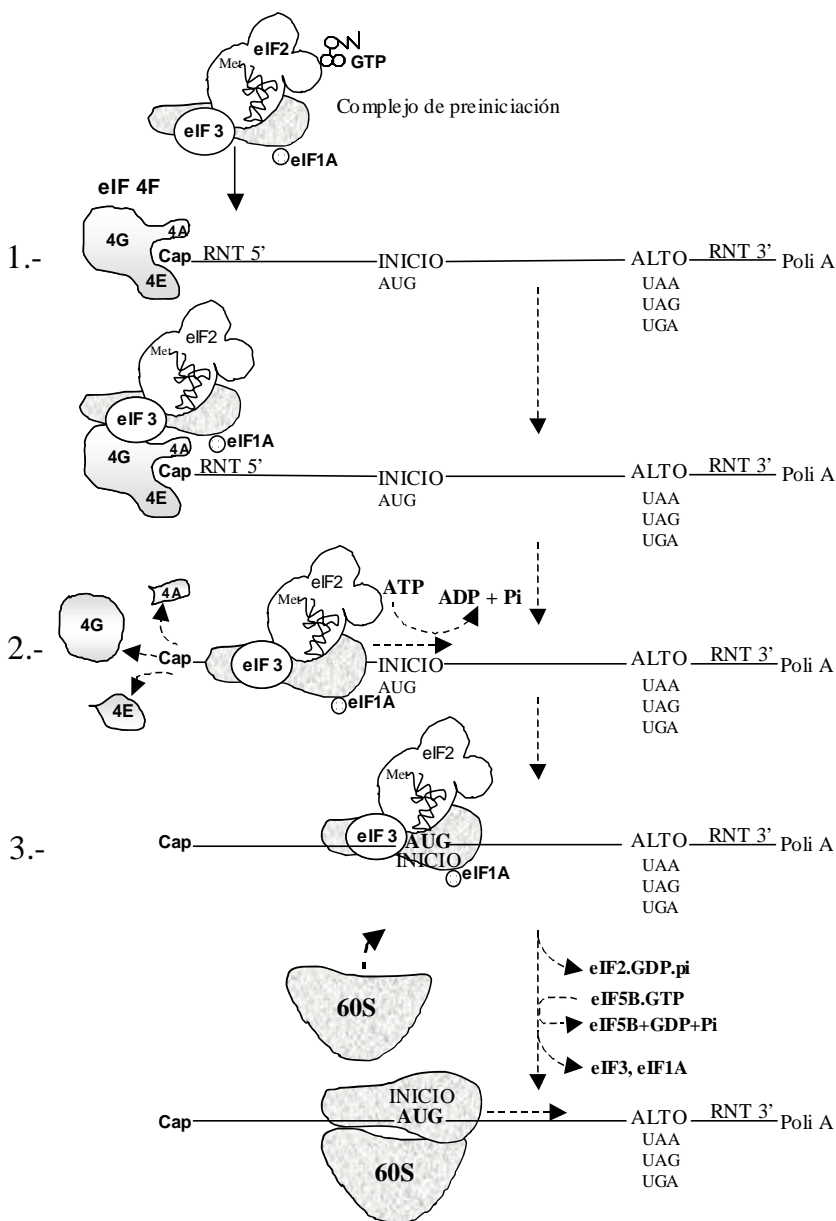 eIF2
GTP
Met
Complejo de preiniciación
eIF 3
eIF1A
eIF 4F
4G
4A
1.-
Cap
RNT 5’
INICIO
ALTO
RNT 3’
Poli A
4E
AUG
UAA
UAG
UGA
eIF2
Met
eIF 3
eIF1A
4G
4A
Cap
RNT 5’
INICIO
ALTO
RNT 3’
Poli A
4E
AUG
UAA
UAG
UGA
eIF2
ATP
ADP + Pi
4A
Met
4G
2.-
Cap
eIF 3
INICIO
ALTO
RNT 3’
Poli A
AUG
UAA
4E
eIF1A
UAG
UGA
eIF2
Met
3.-
Cap
eIF 3
AUG
INICIO
ALTO
RNT 3’
Poli A
eIF1A
UAA
UAG
UGA
eIF2.GDP.pi
60S
eIF5B.GTP
eIF5B+GDP+Pi
eIF3, eIF1A
INICIO
Cap
AUG
ALTO
RNT 3’
Poli A
UAA
60S
UAG
UGA